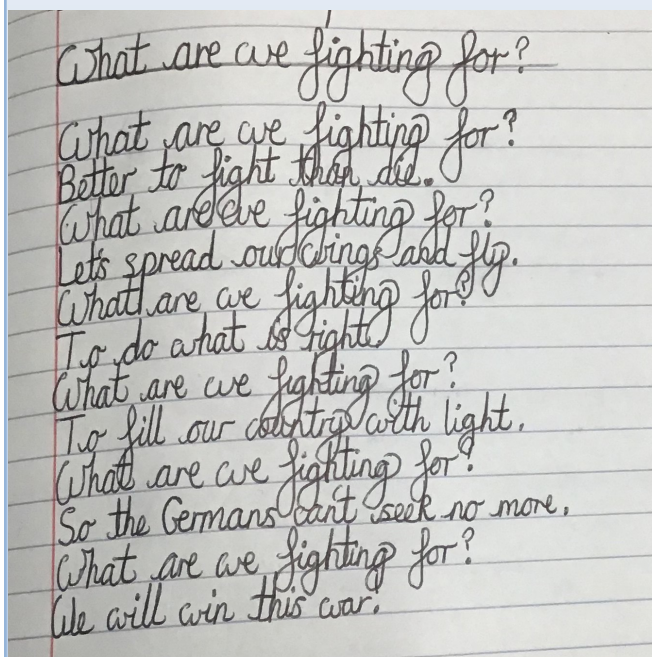 What are we fighting for?
What are we fighting for?
Better to fight than die.
What are we fighting for?
Let's spread our wings and fly.
What are we fighting for?
To do what is right.
What are we fighting for?
To fill our country with light.
What are we fighting for?
So the Germans can't seek no more.
What are we fighting for?
We will win this war.